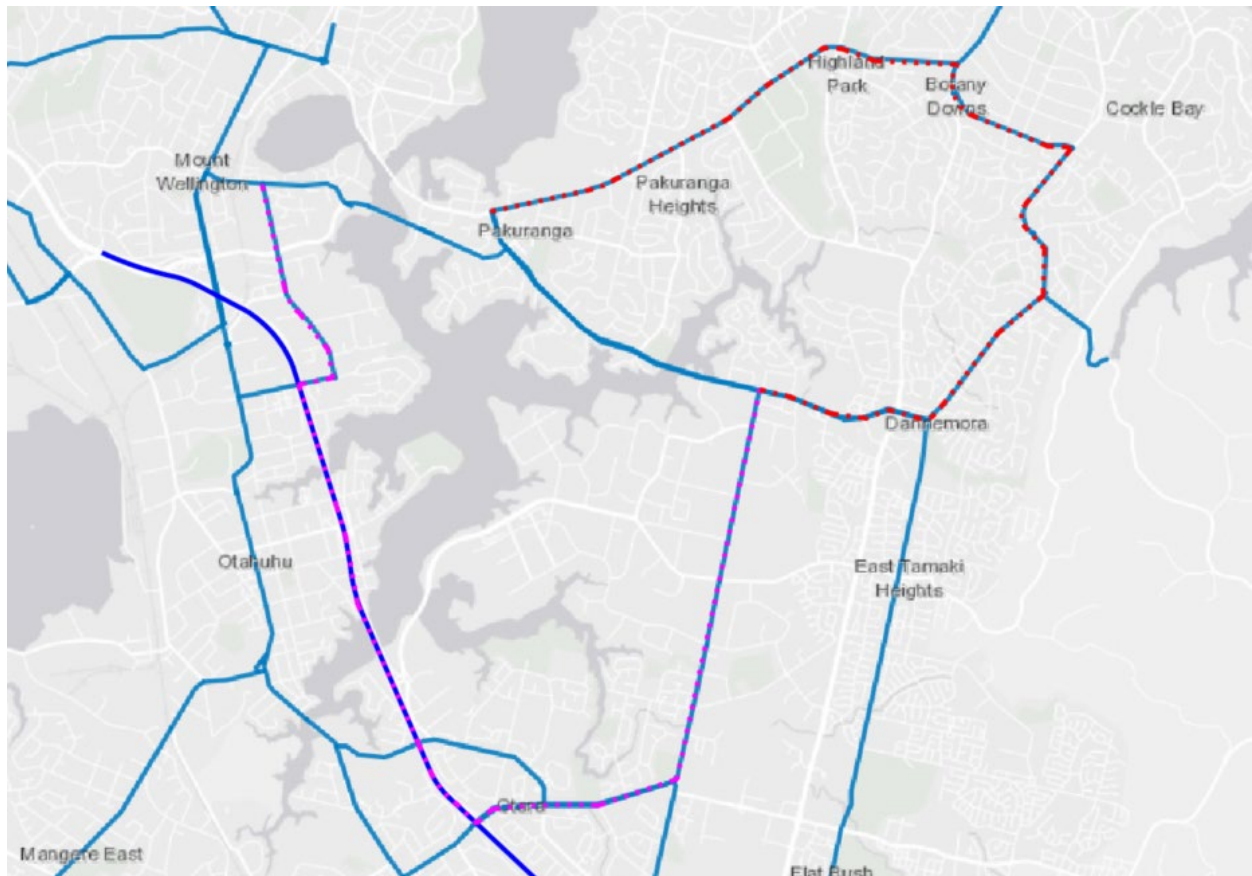 Highland
Park
Botany
Downs
Cockle Bay
Mount
Wellington
Pakuranga
Heights
Pakuranga
Dannemora
Otahuhu
East Tamaki
Heights
Otara
Mangere East
Flat Bush